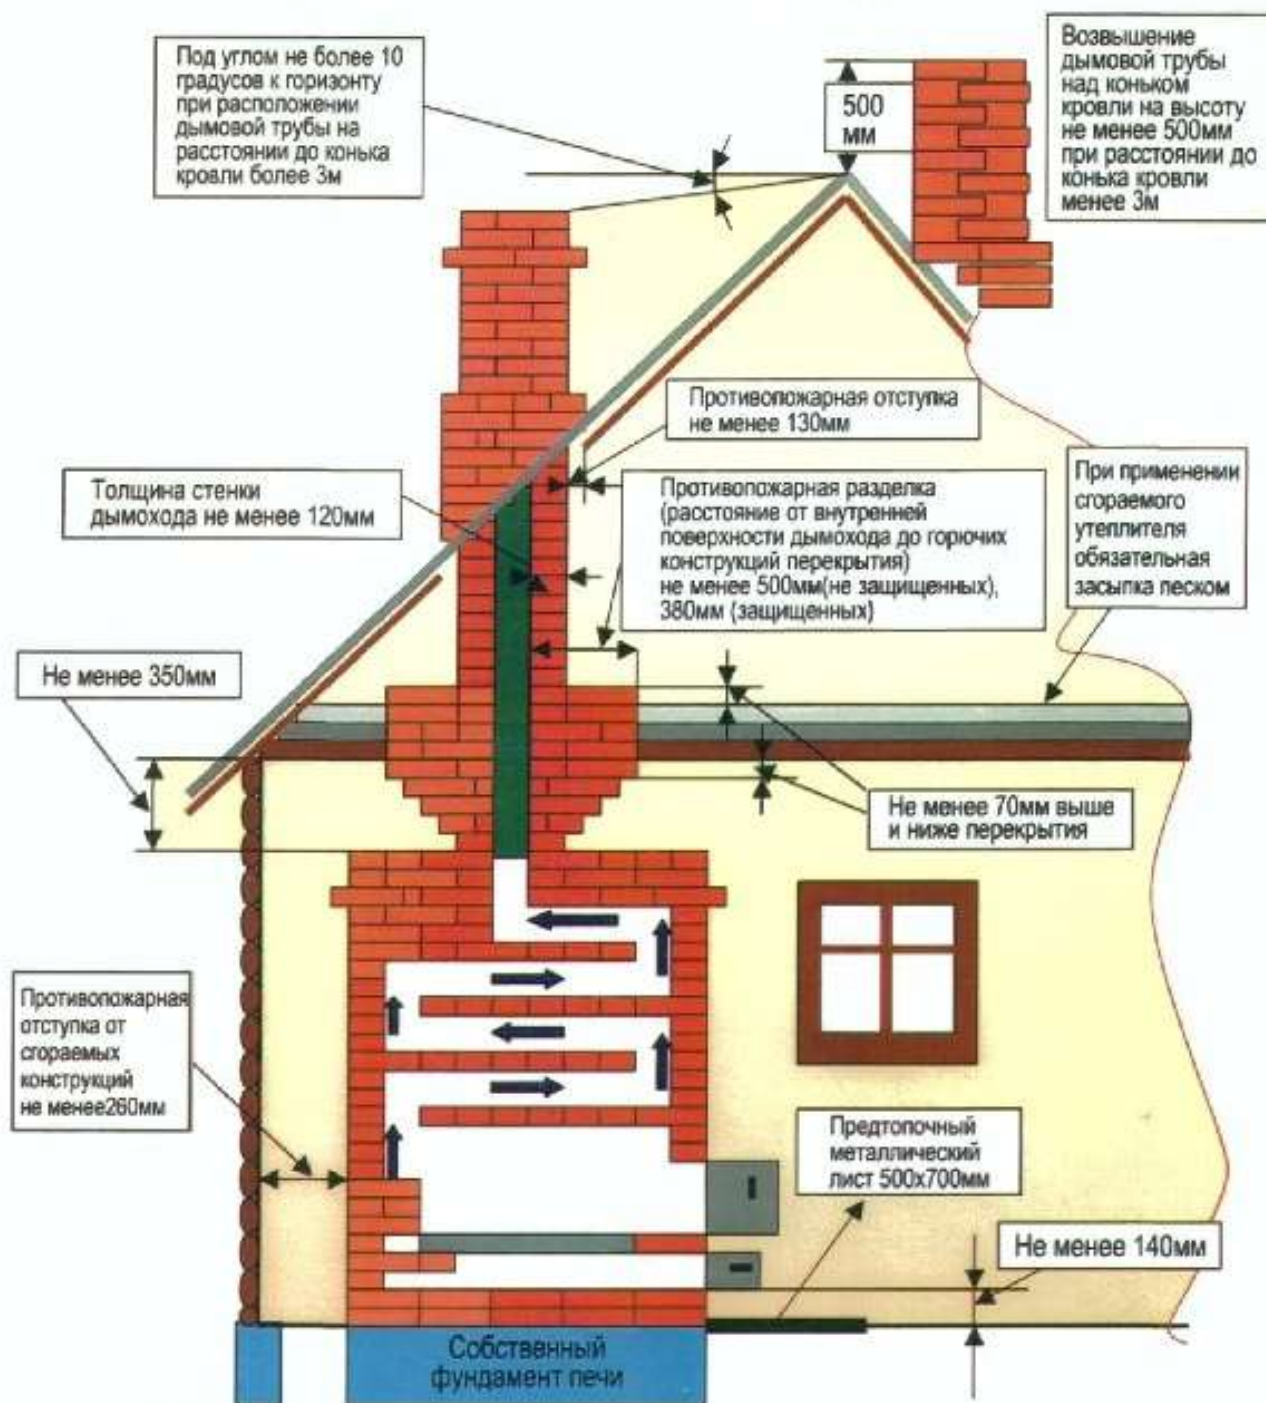 Под углом не более 10
градусов к горизонту
при расположении
дымовой трубы на
расстоянии до конька
кровли более 3м
500
мм
Возвышение
дымовой трубы
над коньком
кровли на высоту
не менее 500мм
при расстоянии до
конька кровли
менее 3м
Противопожарная отступка
не менее 130мм
Толщина стенки
дымохода не менее 120мм
Противопожарная разделка
(расстояние от внутренней
поверхности дымохода до горючих
конструкций перекрытия)
не менее 500мм(не защищенных),
380мм (защищенных)
При применении
сгораемого
утеплителя
обязательная
засыпка песком
Не менее 350мм
Не менее 70мм выше
и ниже перекрытия
Противопожарная
отступка от
сгораемых
конструкций
не менее260мм
Предтопочный
металлический
лист 500х700мм
Не менее 140мм
Собственный
фундамент печи